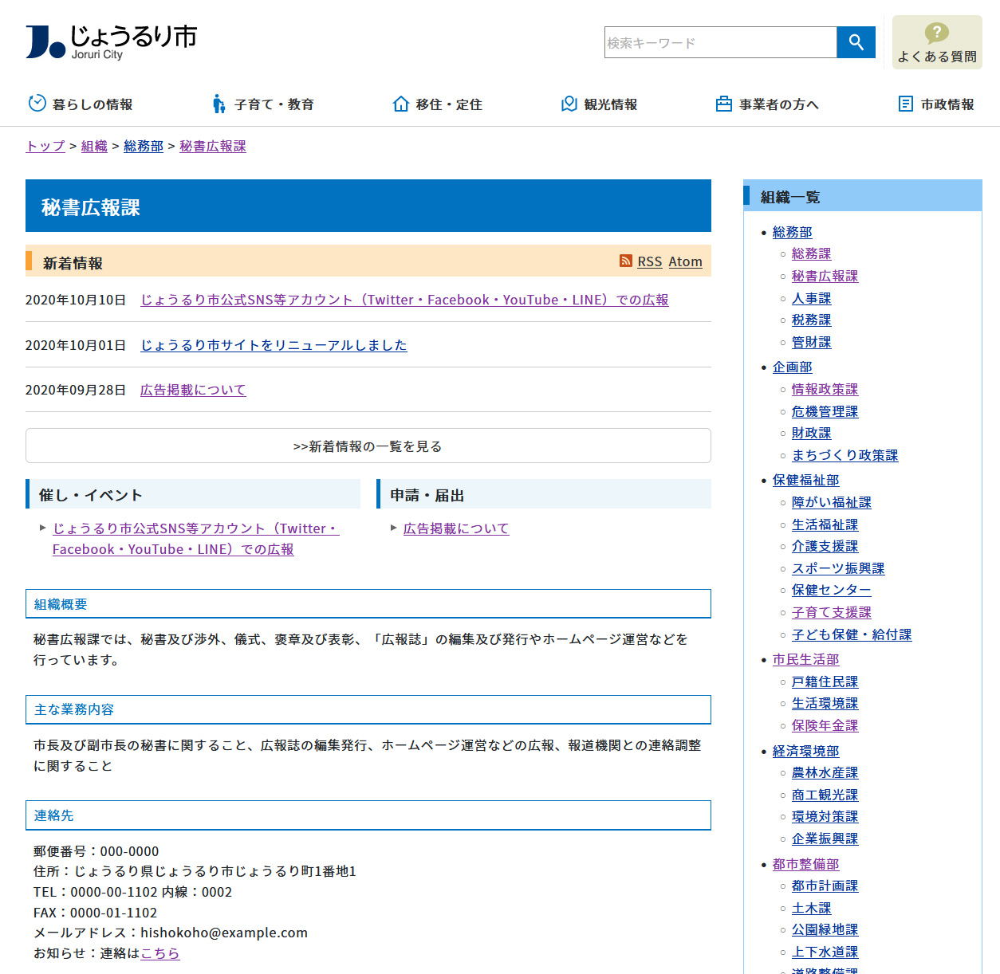 じょうるり市
Joruri City
検索キーワード
?
よくある質問
暮らしの情報
子育て・教育
移住・定住
観光情報
事業者の方へ
市政情報
トップ > 組織 > 総務部 > 秘書広報課
秘書広報課
新着情報
RSS Atom
2020年10月10日 じょうるり市公式SNS等アカウント（Twitter・Facebook・YouTube・LINE）での広報
2020年10月01日 じょうるり市サイトをリニューアルしました
2020年09月28日 広告掲載について
>>新着情報の一覧を見る
催し・イベント
じょうるり市公式SNS等アカウント（Twitter・
Facebook・YouTube・LINE）での広報
申請・届出
広告掲載について
組織概要
秘書広報課では、秘書及び渉外、儀式、褒章及び表彰、「広報誌」の編集及び発行やホームページ運営などを
行っています。
主な業務内容
市長及び副市長の秘書に関すること、広報誌の編集発行、ホームページ運営などの広報、報道機関との連絡調整
に関すること
連絡先
郵便番号：000-0000
住所：じょうるり県じょうるり市じょうるり町1番地1
TEL：0000-00-1102 内線：0002
FAX：0000-01-1102
メールアドレス：hishokoho@example.com
お知らせ：連絡はこちら
組織一覧
総務部
総務課
秘書広報課
人事課
税務課
管財課
企画部
情報政策課
危機管理課
財政課
まちづくり政策課
保健福祉部
障がい福祉課
生活福祉課
介護支援課
スポーツ振興課
保健センター
子育て支援課
子ども保健・給付課
市民生活部
戸籍住民課
生活環境課
保険年金課
経済環境部
農林水産課
商工観光課
環境対策課
企業振興課
都市整備部
都市計画課
土木課
公園緑地課
上下水道課
道路整備課